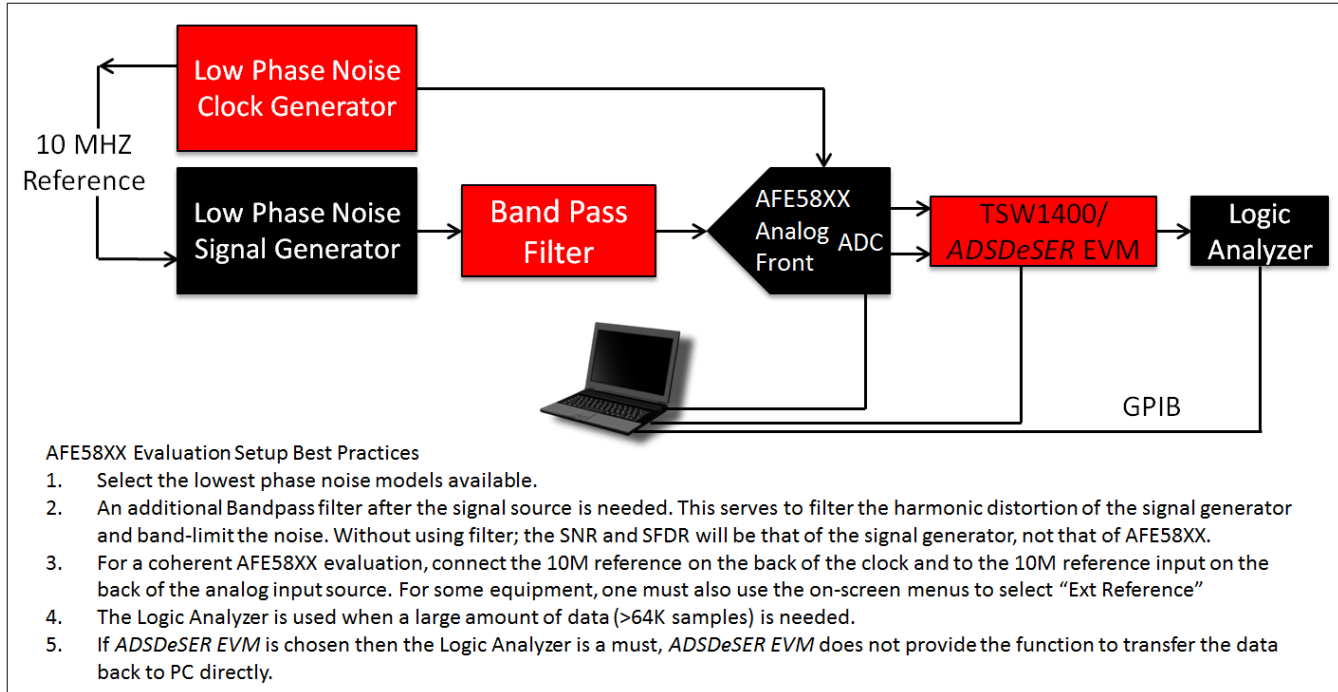 Low Phase Noise
Clock Generator
10 MHZ
Reference
Low Phase Noise
Signal Generator
Band Pass
Filter
AFE58XX
Analog
Front
ADC
TSW1400/
ADSDeSER EVM
Logic
Analyzer
GPIB
AFE58XX Evaluation Setup Best Practices
1. Select the lowest phase noise models available.
2. An additional Bandpass filter after the signal source is needed. This serves to filter the harmonic distortion of the signal generator
and band-limit the noise. Without using filter; the SNR and SFDR will be that of the signal generator, not that of AFE58XX.
3. For a coherent AFE58XX evaluation, connect the 10M reference on the back of the clock and to the 10M reference input on the
back of the analog input source. For some equipment, one must also use the on-screen menus to select “Ext Reference”
4. The Logic Analyzer is used when a large amount of data (>64K samples) is needed.
5. If ADSDeSER EVM is chosen then the Logic Analyzer is a must, ADSDeSER EVM does not provide the function to transfer the data
back to PC directly.